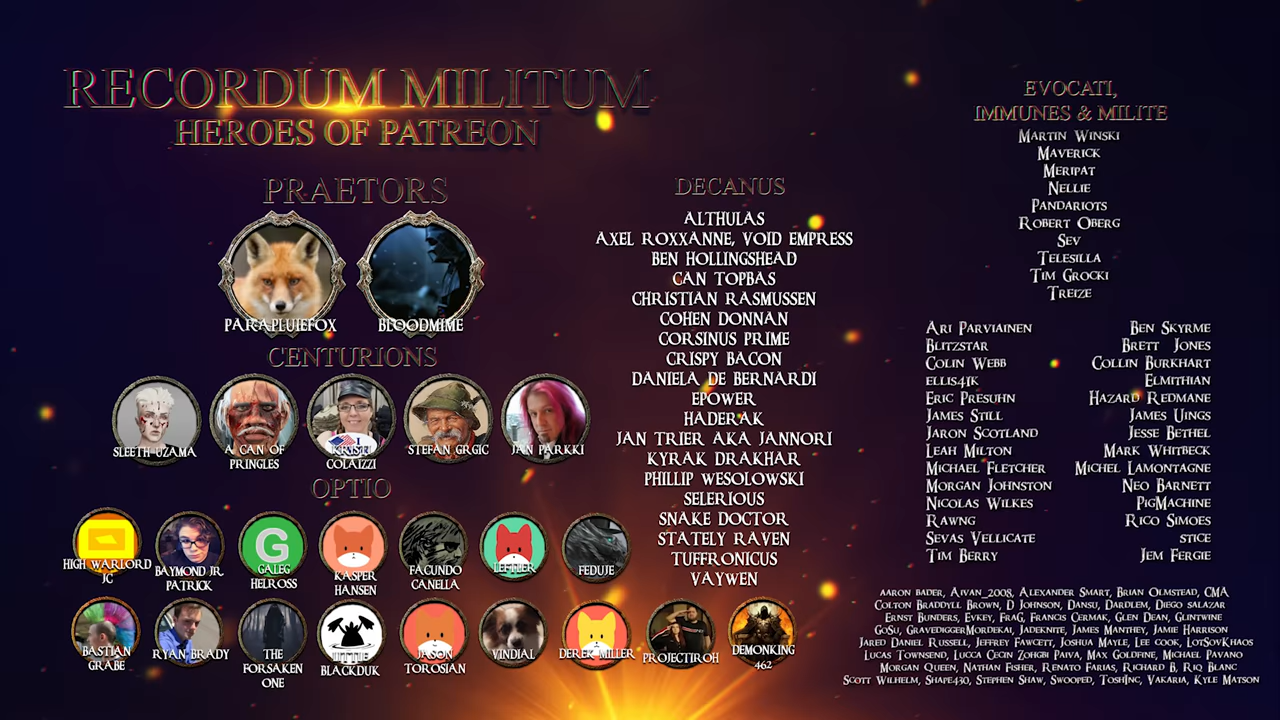 RECORDUM MILITUM
HEROES OF PATREON
PRAETORS
PARAPLUIEFOX
BLOODMIME
CENTURIONS
SLEETH-UZAMA
A CAN OF
PRINGLES
COLAIZZI
STEFAN GRGIC
JAN PARKKI
OPTIO
HIGH WARLORD
JC
BAYMOND JR.
PATRICK
GALEG
HELROSS
KASPER
HANSEN
FACUNDO
CANELLA
FEDUJE
BASTIAN
GRABE
RYAN BRADY
THE
FORSAKEN
ONE
LITTLE
BLACKDUK
JASON
TOROSIAN
VINDIAL
DEREK MILLER
PROJECTIROH
DEMONKING
462
DECANUS
ALTHULAS
AXEL ROXXANNE, VOID EMPRESS
BEN HOLLINGSHEAD
CAN TOPBAS
CHRISTIAN RASMUSSEN
COHEN DONNAN
CORSINUS PRIME
CRISPY BACON
DANIELA DE BERNARDI
EPOWER
HADERAK
JAN TRIER AKA JANNORI
KYRAK DRAKHAR
PHILLIP WESOLOWSKI
SELERIOUS
SNAKE DOCTOR
STATELY RAVEN
TUFFRONICUS
VAYWEN
EVOCATI,
IMMUNES & MILITE
MARTIN WINSKI
MAVERICK
MERIPAT
NELLIE
PANDARIOTS
ROBERT OBERG
SEV
TELESILLA
TIM GROCKI
TREIZE
ARI PARVIAINEN
BLITZSTAR
COLIN WEBB
ELLIS4JK
ERIC PRESUHN
JAMES STILL
JARON SCOTLAND
LEAH MILTON
MICHAEL FLETCHER
MORGAN JOHNSTON
NICOLAS WILKES
RAWNG
SEVAS VELLICATE
TIM BERRY
BEN SKYRME
BRETT JONES
COLLIN BURKHART
ELMITHIAN
HAZARD REDMANE
JAMES UINGS
JESSE BETHEL
MARK WHITBECK
MICHEL LAMONTAGNE
NEO BARNETT
PIGMACHINE
RICO SIMOES
STICE
JEM FERGIE
AARON BADER, AIVAN_2008, ALEXANDER SMART, BRIAN OLMSTEAD, CMA
COLTON BRADDYLL BROWN, D JOHNSON, DANSU, DARDLEM, DIEGO SALAZAR
ERNST BUNDERS, EVKEY, FRAG, FRANCIS CERMAK, GLEN DEAN, GLINTWINE
GOSU, GRAVEDIGGERMORDEKAI, JADENITE, JAMES MANTHEY, JAMIE HARRISON
JARED DANIEL RUSSELL, JEFFREY FAWCETT, JOSHUA MAYLE, LEE COOK, LOTSOVKHAOS
LUCAS TOWNSEND, LUCCA CECIN ZOHGBI PAIVA, MAX GOLDFINE, MICHAEL PAVANO
MORGAN QUEEN, NATHAN FISHER, RENATO FARIAS, RICHARD B, RIQ BLANC
SCOTT WILHELM, SHAPE430, STEPHEN SHAW, SWOOPED, TOSHINC, VAKARIA, KYLE MATSON